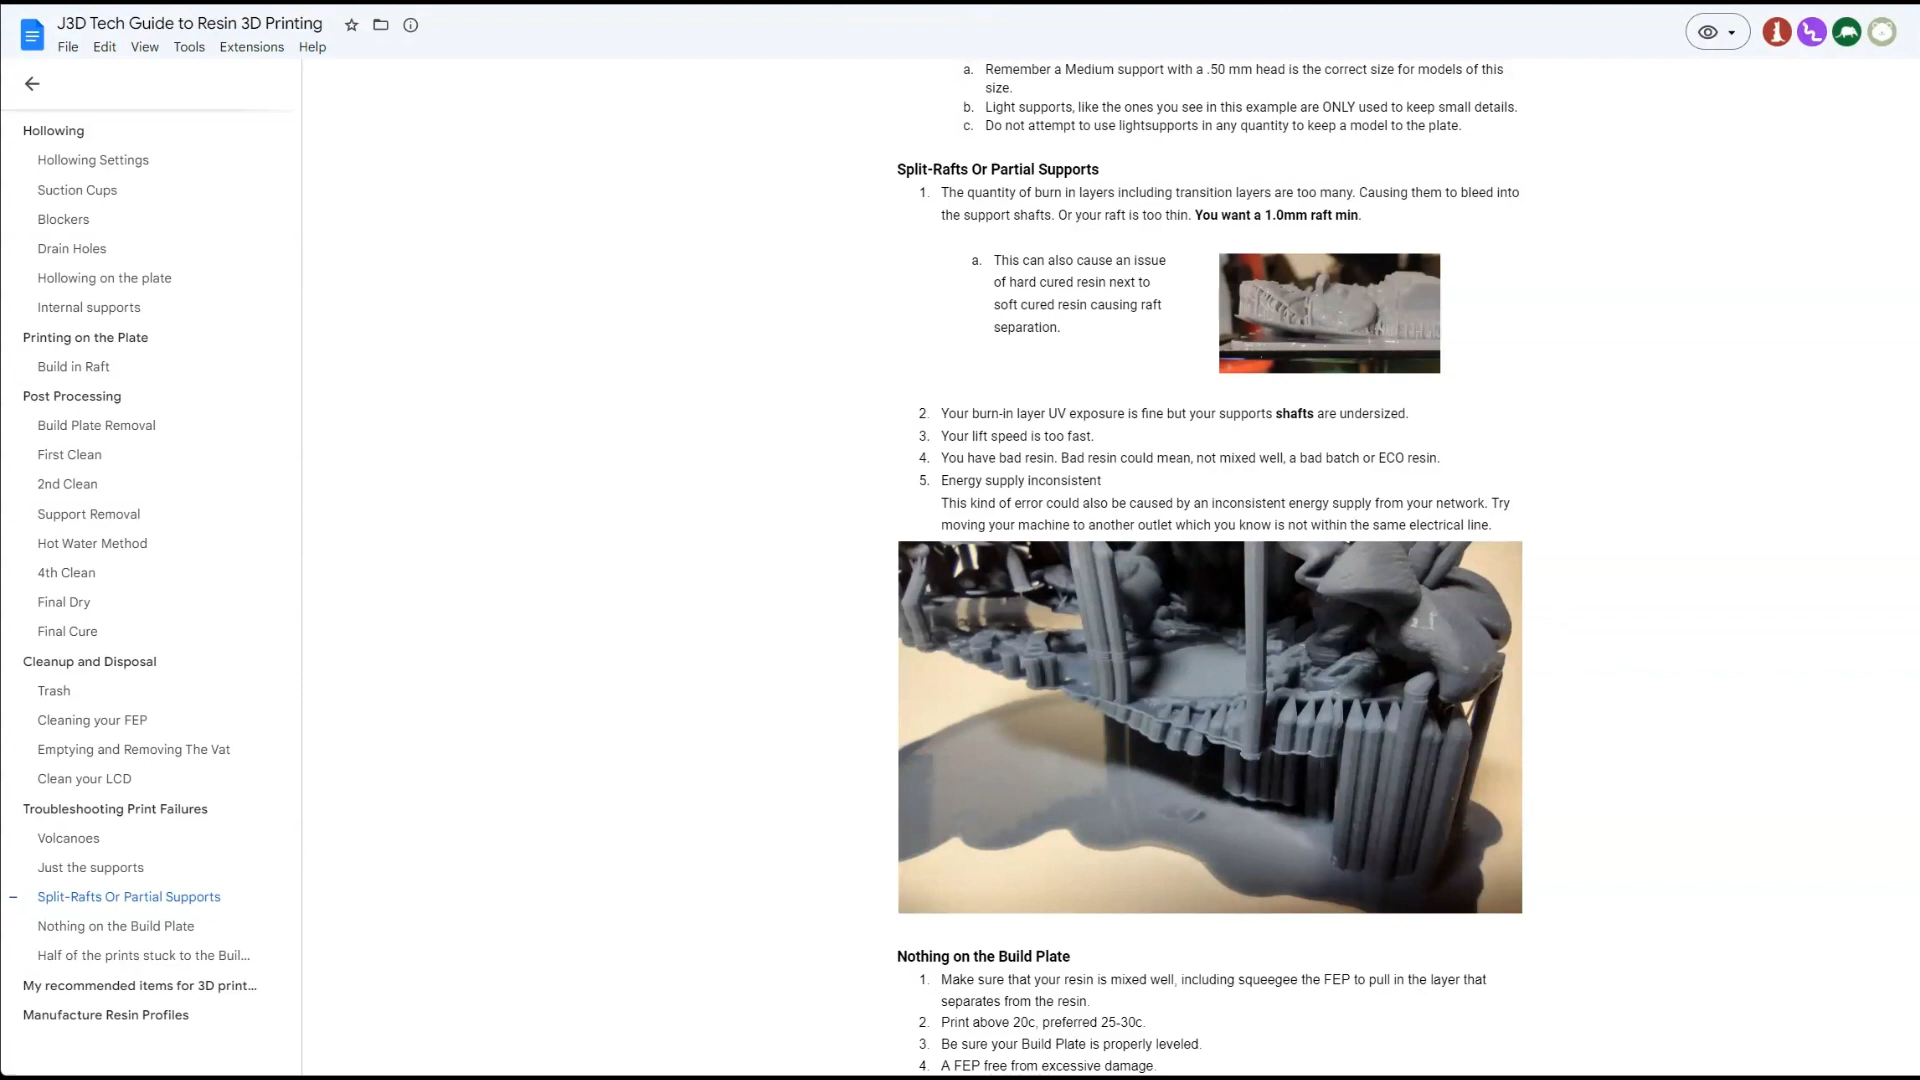 J3D Tech Guide to Resin 3D Printing
File Edit View Tools Extensions Help
Hollowing
Hollowing Settings
Suction Cups
Blockers
Drain Holes
Hollowing on the plate
Internal supports
Printing on the Plate
Build in Raft
Post Processing
Build Plate Removal
First Clean
2nd Clean
Support Removal
Hot Water Method
4th Clean
Final Dry
Final Cure
Cleanup and Disposal
Trash
Cleaning your FEP
Emptying and Removing The Vat
Clean your LCD
Troubleshooting Print Failures
Volcanoes
Just the supports
Split-Rafts Or Partial Supports
Nothing on the Build Plate
Half of the prints stuck to the Buil...
My recommended items for 3D print...
Manufacture Resin Profiles
a. Remember a Medium support with a .50 mm head is the correct size for models of this
size.
b. Light supports, like the ones you see in this example are ONLY used to keep small details.
c. Do not attempt to use lightsupports in any quantity to keep a model to the plate.
Split-Rafts Or Partial Supports
1. The quantity of burn in layers including transition layers are too many. Causing them to bleed into
the support shafts. Or your raft is too thin. You want a 1.0mm raft min.
a. This can also cause an issue
of hard cured resin next to
soft cured resin causing raft
separation.
2. Your burn-in layer UV exposure is fine but your supports shafts are undersized.
3. Your lift speed is too fast.
4. You have bad resin. Bad resin could mean, not mixed well, a bad batch or ECO resin.
5. Energy supply inconsistent
This kind of error could also be caused by an inconsistent energy supply from your network. Try
moving your machine to another outlet which you know is not within the same electrical line.
Nothing on the Build Plate
1. Make sure that your resin is mixed well, including squeegee the FEP to pull in the layer that
separates from the resin.
2. Print above 20c, preferred 25-30c.
3. Be sure your Build Plate is properly leveled.
4. A FEP free from excessive damage.